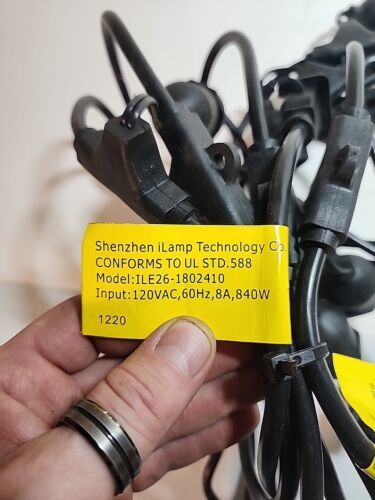 Shenzhen iLamp Technology Co.
CONFORMS TO UL STD.588
Model:ILE26-1802410
Input:120VAC,60Hz,8A,840W
1220